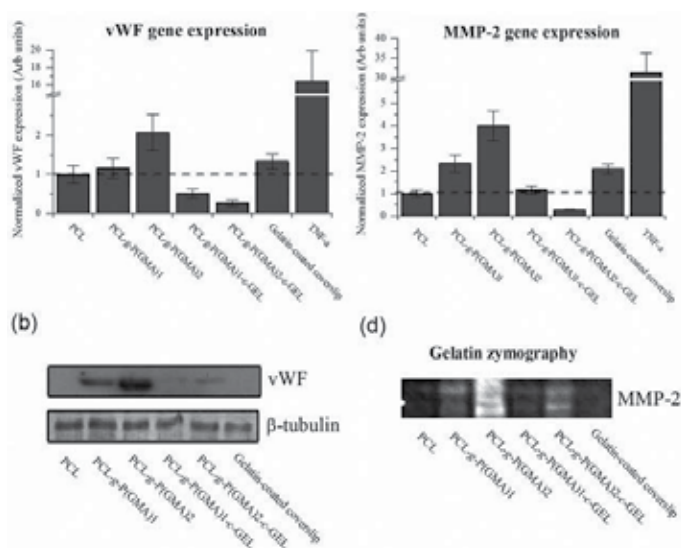 vWF gene expression
Normalized vWF expression (Arb units)
20
16
2
1
0
PCL
PCL-g-P(GMA)1
PCL-g-P(GMA)2
PCL-g-P(GMA)1-c-GEL
PCL-g-P(GMA)2-c-GEL
Gelatin-coated coverslip
TNF-a
MMP-2 gene expression
Normalized MMP-2 expression (Arb units)
40
35
30
5
4
3
2
1
0
PCL
PCL-g-P(GMA)1
PCL-g-P(GMA)2
PCL-g-P(GMA)1-c-GEL
PCL-g-P(GMA)2-c-GEL
Gelatin-coated coverslip
TNF-a
(b)
vWF
β-tubulin
PCL
PCL-g-P(GMA)1
PCL-g-P(GMA)2
PCL-g-P(GMA)1-c-GEL
PCL-g-P(GMA)2-c-GEL
Gelatin-coated coverslip
(d)
Gelatin zymography
MMP-2
PCL
PCL-g-P(GMA)1
PCL-g-P(GMA)2
PCL-g-P(GMA)1-c-GEL
PCL-g-P(GMA)2-c-GEL
Gelatin-coated coverslip